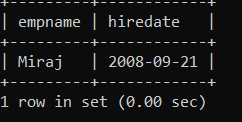 +---------+------------+
| empname | hiredate   |
+---------+------------+
| Miraj   | 2008-09-21 |
+---------+------------+
1 row in set (0.00 sec)